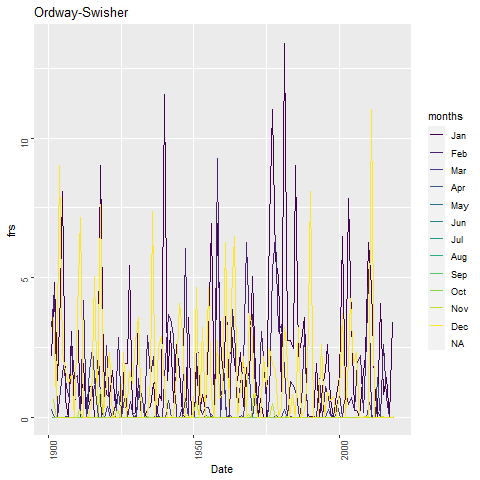 Ordway-Swisher
frs
10
5
0
1900
1950
2000
Date
months
Jan
Feb
Mar
Apr
May
Jun
Jul
Aug
Sep
Oct
Nov
Dec
NA